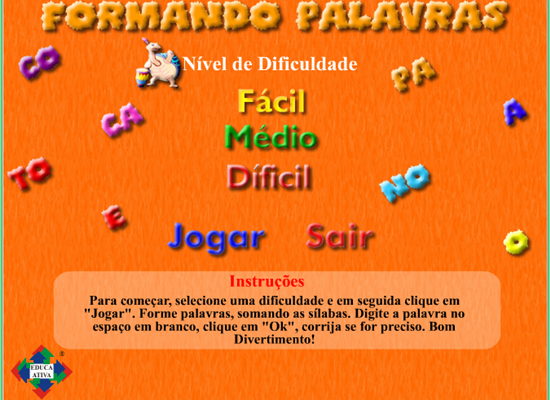 FORMANDO PALAVRAS
CO
Nível de Dificuldade
PA
Fácil
A
CA
Médio
TO
Díficil
NO
E
Jogar Sair
O
Instruções
Para começar, selecione uma dificuldade e em seguida clique em
"Jogar". Forme palavras, somando as sílabas. Digite a palavra no
espaço em branco, clique em "Ok", corrija se for preciso. Bom
Divertimento!
EDUCA ®
ATIVA